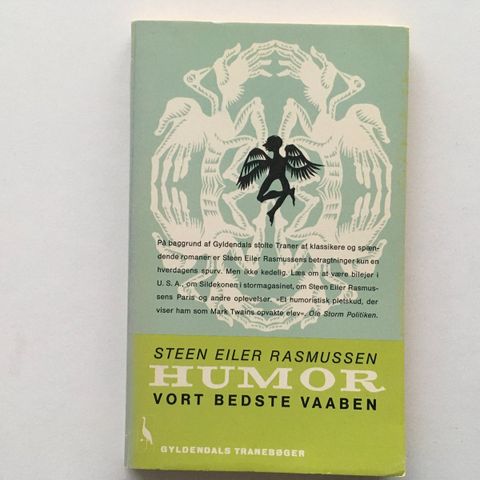 På baggrund af Gyldendals stolte Traner af klassikere og spæn-
dende romaner er Steen Eiler Rasmussens betragtninger kun en
hverdagens spurv. Men ikke kedelig. Læs om at være bilejer i
U. S. A., om Sildekonen i stormagasinet, om Steen Eiler Rasmus-
sens Paris og andre oplevelser. »Et humoristisk pletskud, der
viser ham som Mark Twains opvakte elev«. Ole Storm Politiken.
STEEN EILER RASMUSSEN
HUMOR
VORT BEDSTE VAABEN
GYLDENDALS TRANEBØGER